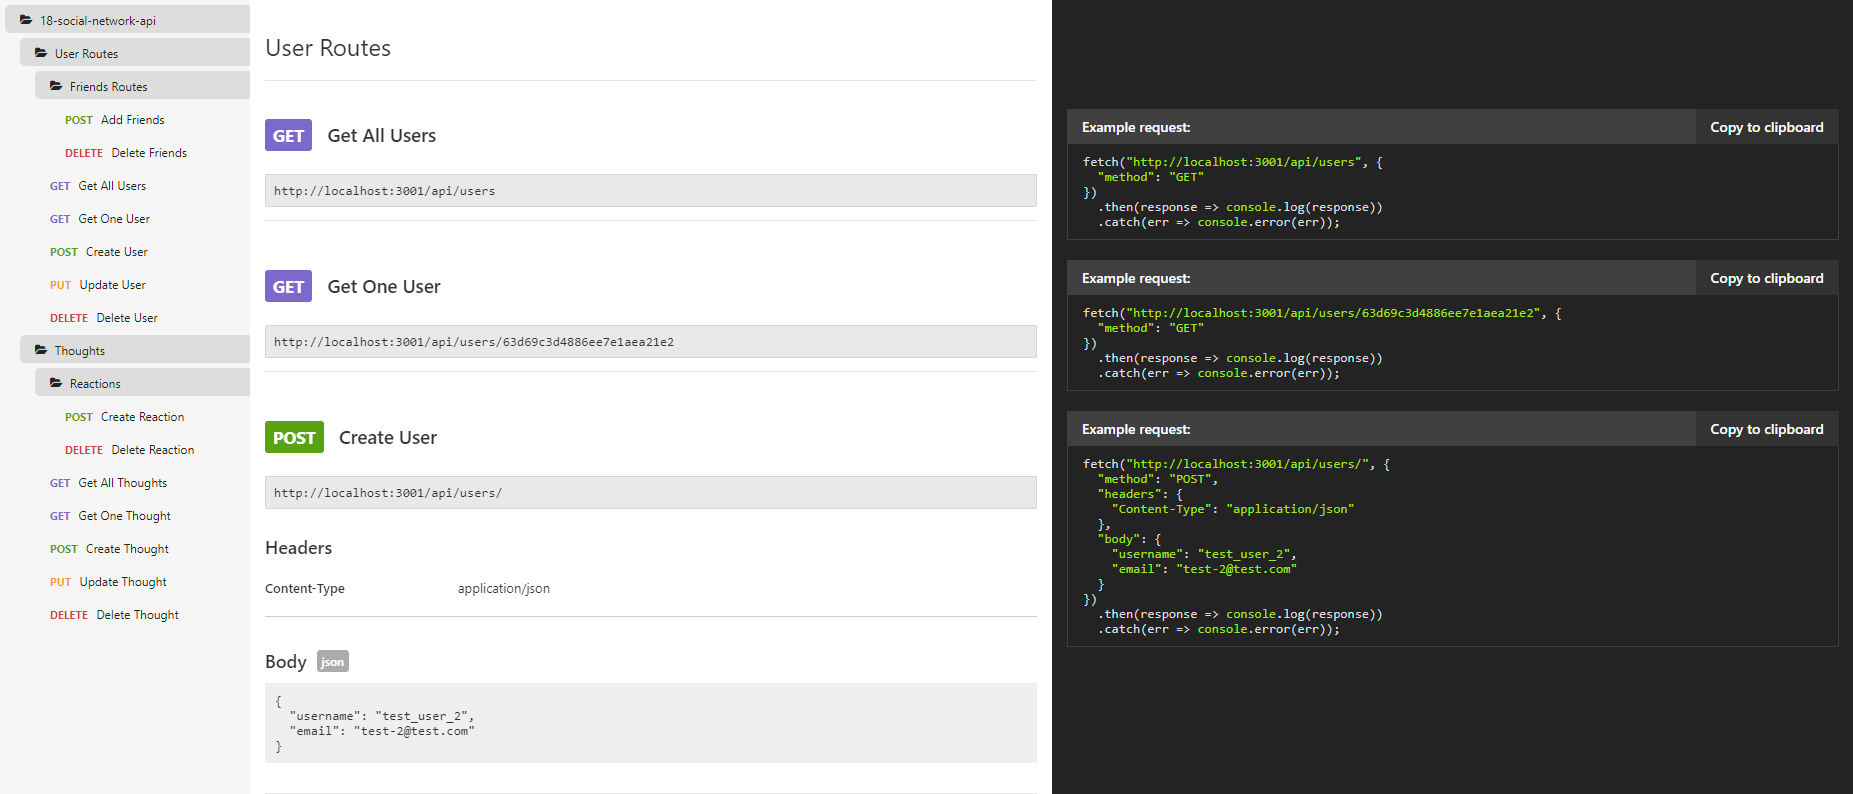 18-social-network-api
User Routes
Friends Routes
POST Add Friends
DELETE Delete Friends
GET Get All Users
GET Get One User
POST Create User
PUT Update User
DELETE Delete User
Thoughts
Reactions
POST Create Reaction
DELETE Delete Reaction
GET Get All Thoughts
GET Get One Thought
POST Create Thought
PUT Update Thought
DELETE Delete Thought
User Routes
GET Get All Users
http://localhost:3001/api/users
GET Get One User
http://localhost:3001/api/users/63d69c3d4886ee7e1aea21e2
POST Create User
http://localhost:3001/api/users/
Headers
Content-Type application/json
Body json
{
  "username": "test_user_2",
  "email": "test-2@test.com"
}
Example request: Copy to clipboard
fetch("http://localhost:3001/api/users", {
  "method": "GET"
})
  .then(response => console.log(response))
  .catch(err => console.error(err));
Example request: Copy to clipboard
fetch("http://localhost:3001/api/users/63d69c3d4886ee7e1aea21e2", {
  "method": "GET"
})
  .then(response => console.log(response))
  .catch(err => console.error(err));
Example request: Copy to clipboard
fetch("http://localhost:3001/api/users/", {
  "method": "POST",
  "headers": {
    "Content-Type": "application/json"
  },
  "body": {
    "username": "test_user_2",
    "email": "test-2@test.com"
  }
})
  .then(response => console.log(response))
  .catch(err => console.error(err));